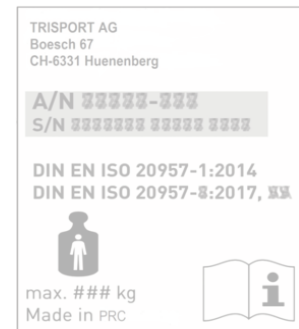 TRISPORT AG
Boesch 67
CH-6331 Huenenberg
A/N
S/N
DIN EN ISO 20957-1:2014
DIN EN ISO 20957-8:2017,
max. ### kg
Made in PRC
i